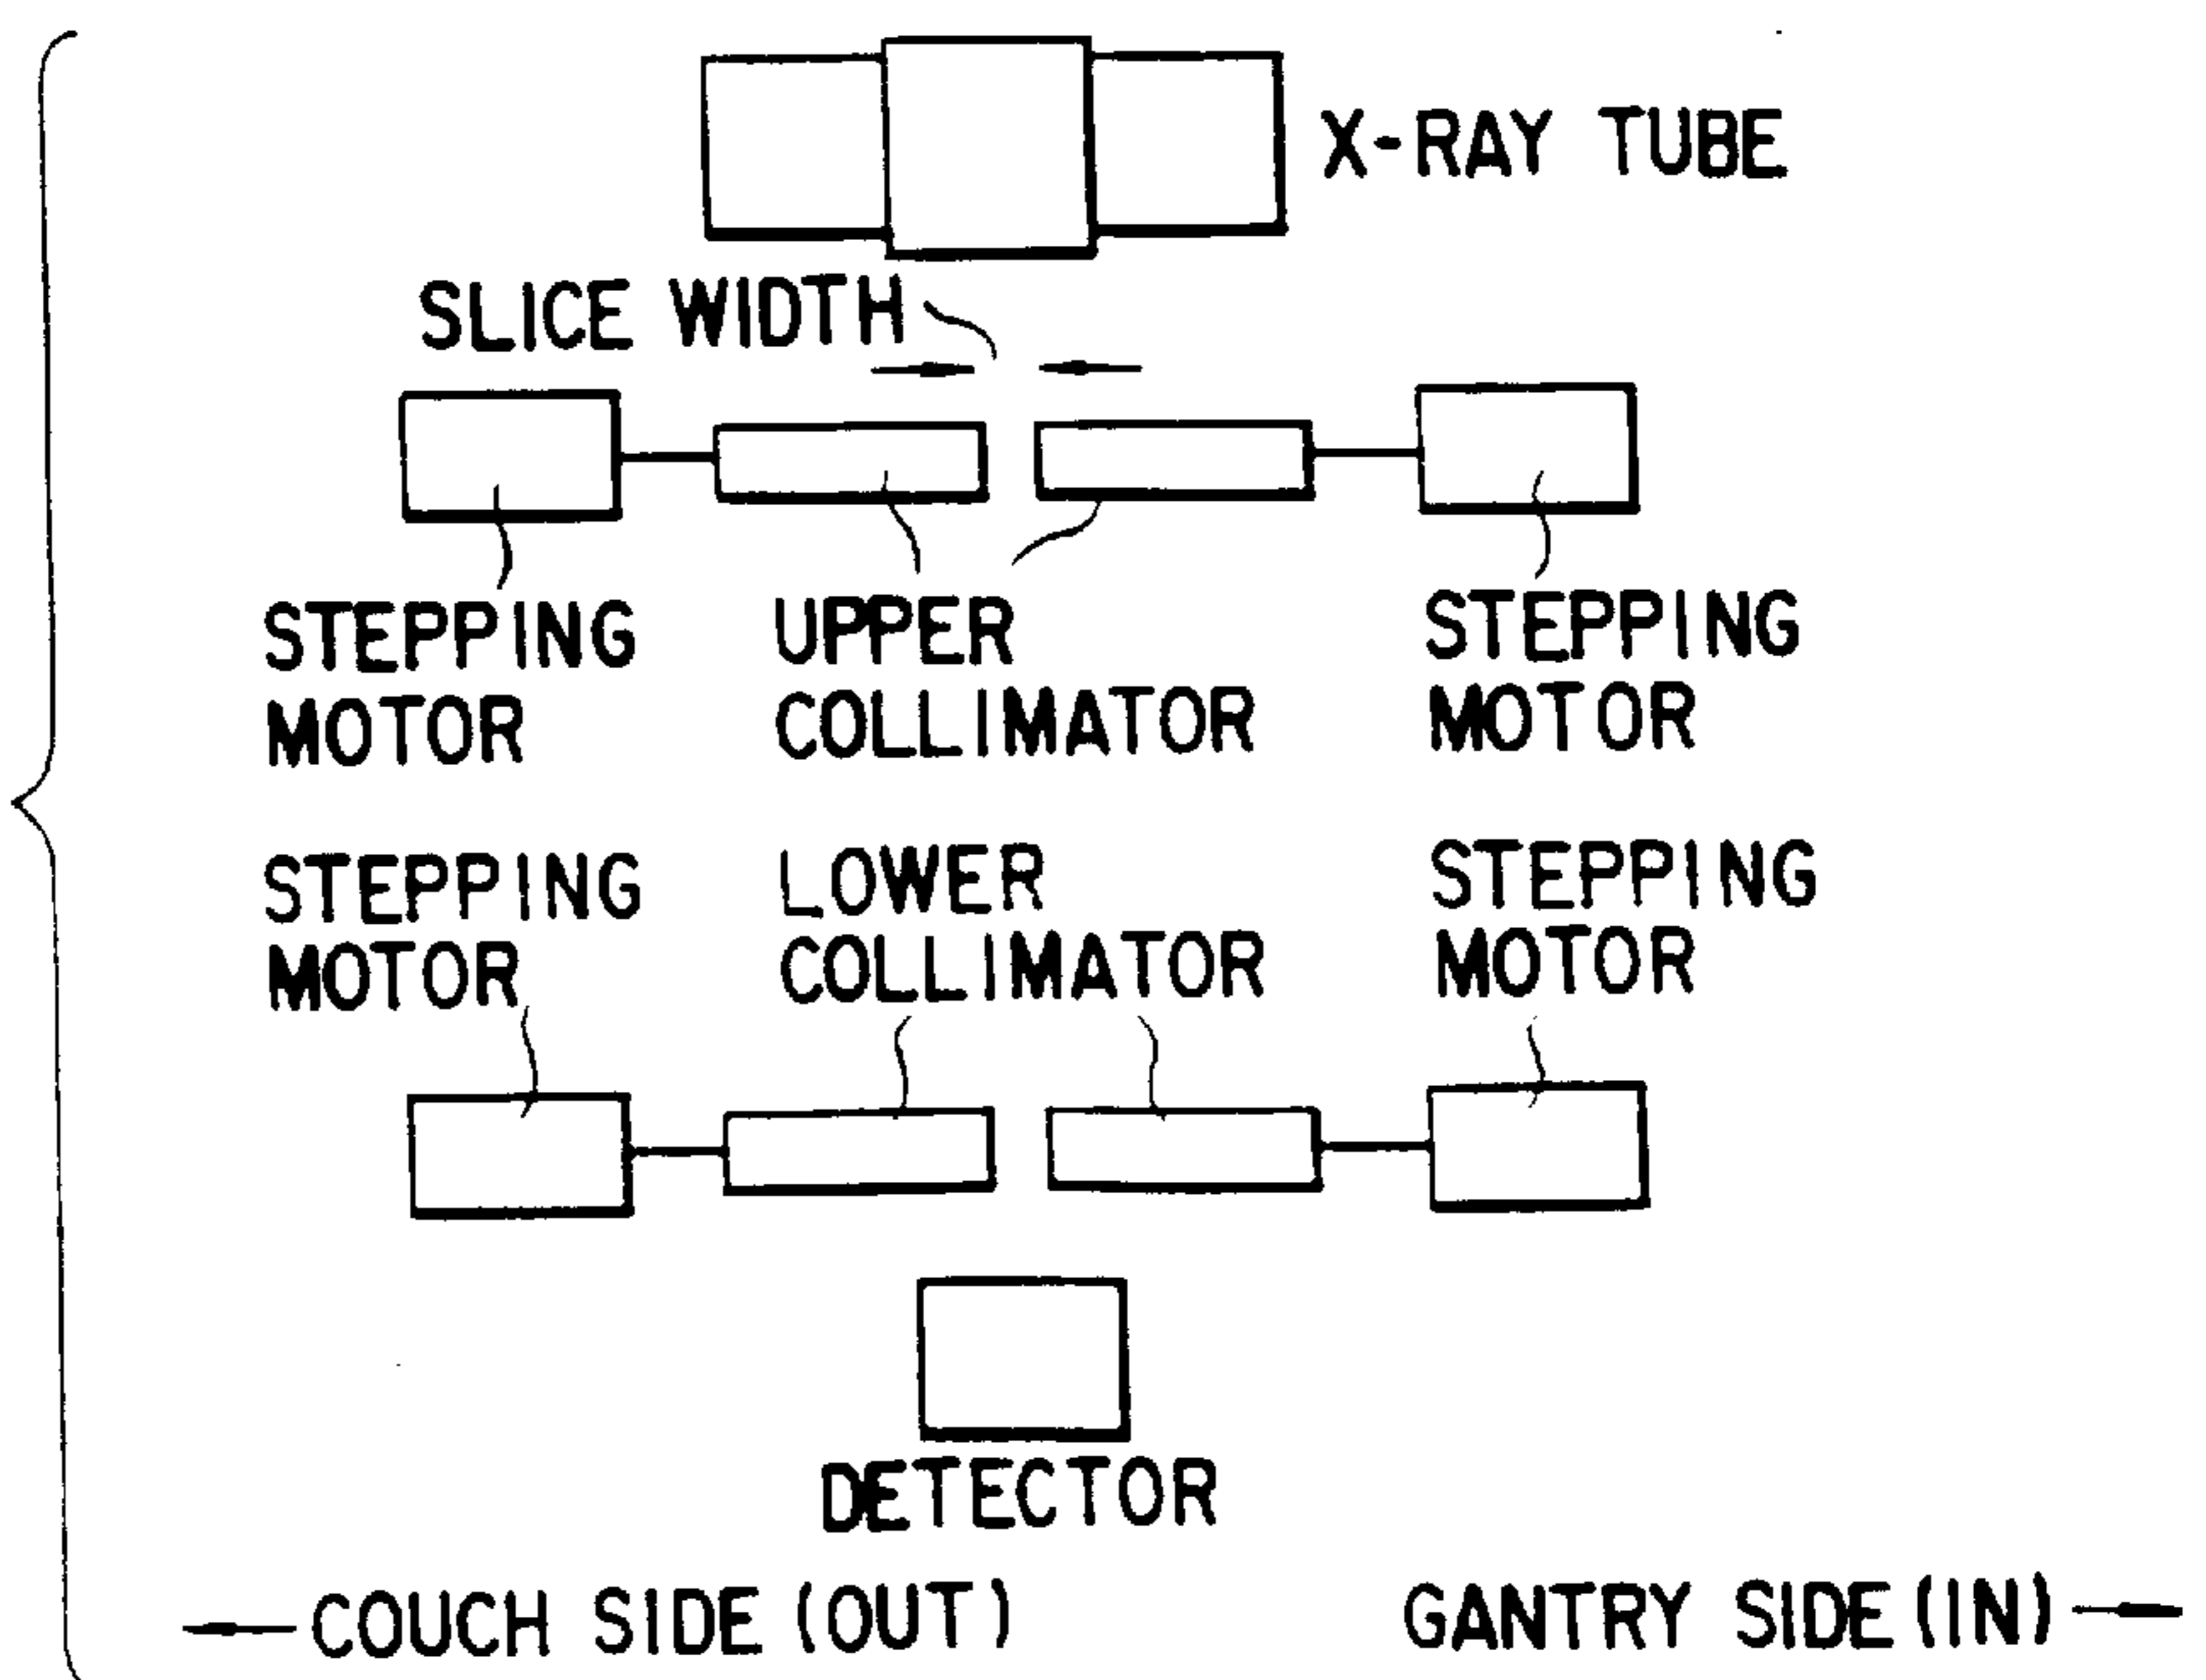 X-RAY TUBE
SLICE WIDTH
STEPPING
MOTOR
UPPER
COLLIMATOR
STEPPING
MOTOR
STEPPING
MOTOR
LOWER
COLLIMATOR
STEPPING
MOTOR
DETECTOR
COUCH SIDE (OUT)
GANTRY SIDE (IN)